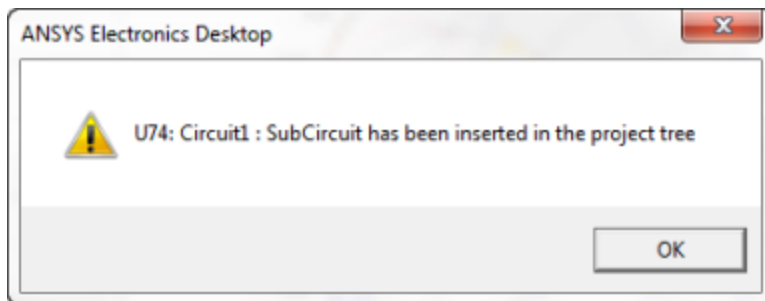 ANSYS Electronics Desktop
U74: Circuit1 : SubCircuit has been inserted in the project tree
OK